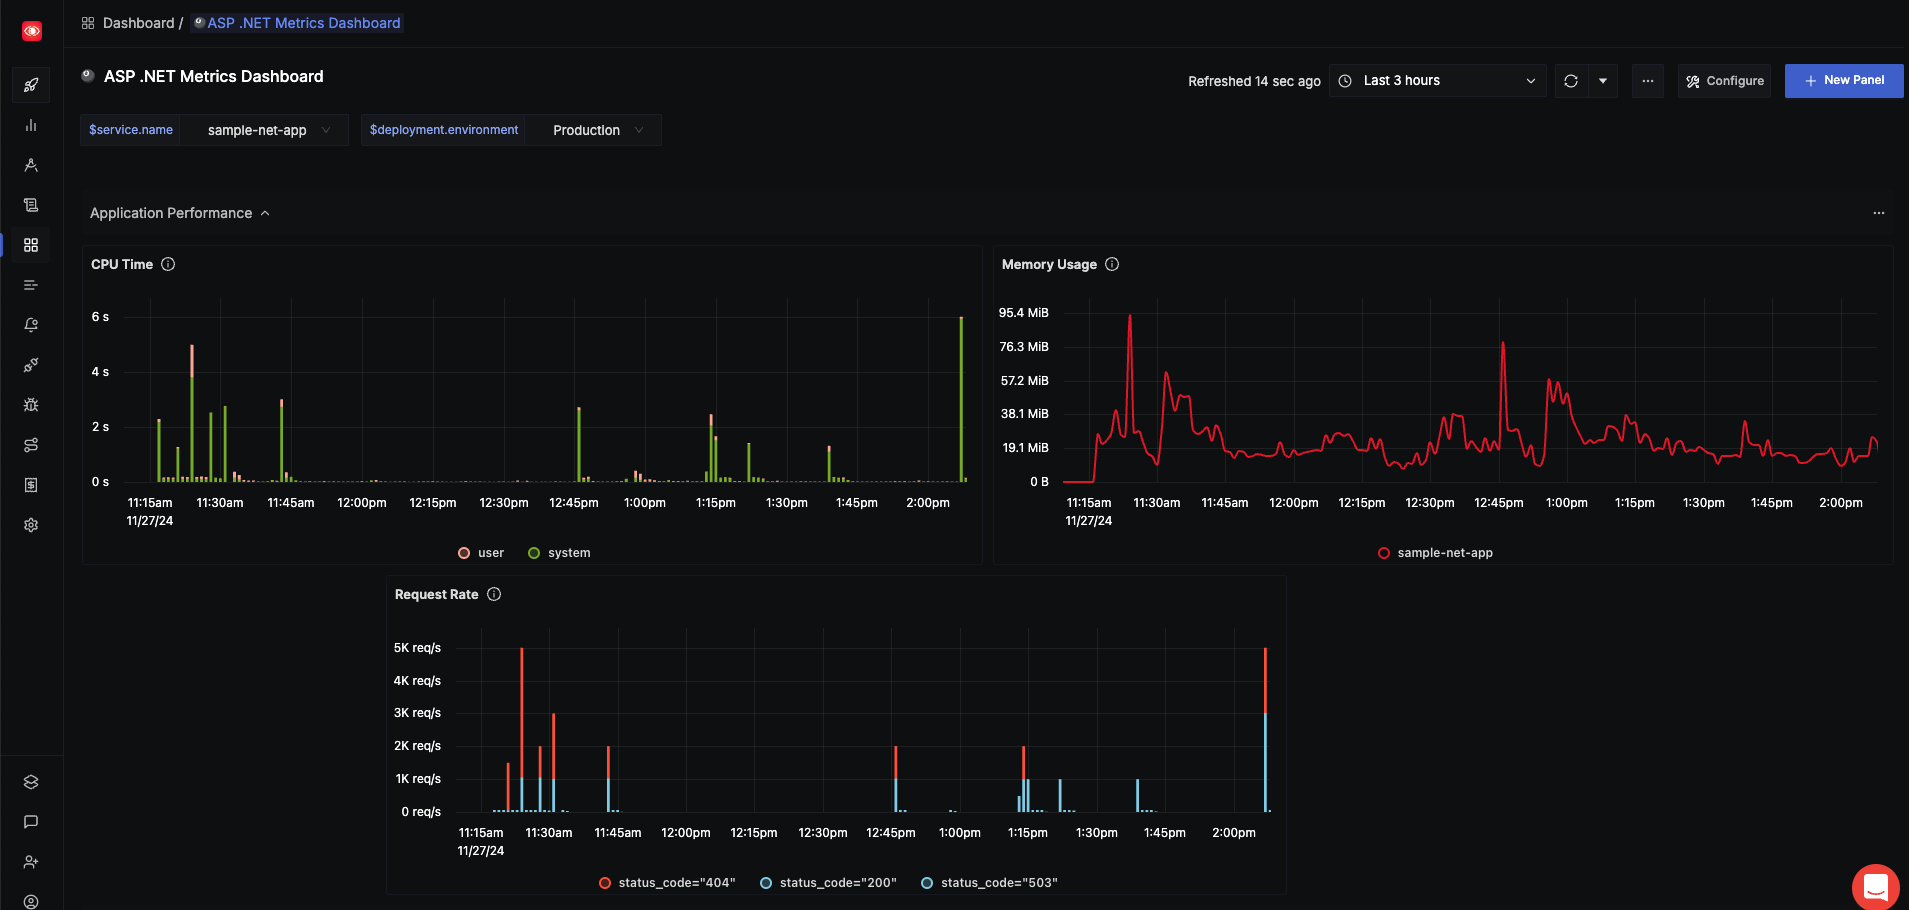 Dashboard / ASP .NET Metrics Dashboard
ASP .NET Metrics Dashboard
Refreshed 14 sec ago
Last 3 hours
Configure
New Panel
$service.name
sample-net-app
$deployment.environment
Production
Application Performance
CPU Time
6 s
4 s
2 s
0 s
11:15am 11:30am 11:45am 12:00pm 12:15pm 12:30pm 12:45pm 1:00pm 1:15pm 1:30pm 1:45pm 2:00pm
11/27/24
user system
Memory Usage
95.4 MiB
76.3 MiB
57.2 MiB
38.1 MiB
19.1 MiB
0 B
11:15am 11:30am 11:45am 12:00pm 12:15pm 12:30pm 12:45pm 1:00pm 1:15pm 1:30pm 1:45pm 2:00pm
11/27/24
sample-net-app
Request Rate
5K req/s
4K req/s
3K req/s
2K req/s
1K req/s
0 req/s
11:15am 11:30am 11:45am 12:00pm 12:15pm 12:30pm 12:45pm 1:00pm 1:15pm 1:30pm 1:45pm 2:00pm
11/27/24
status_code="404" status_code="200" status_code="503"